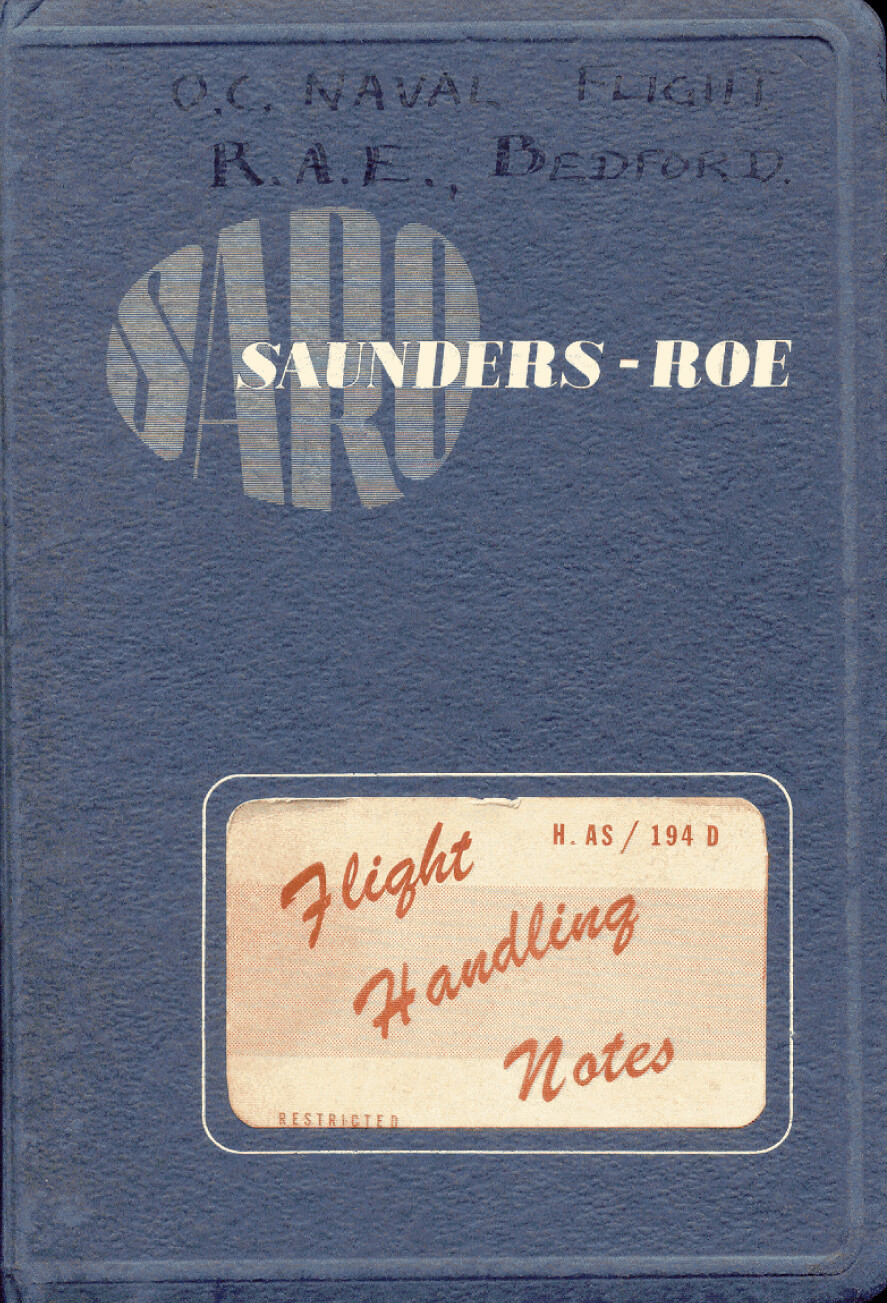 O.C. NAVAL FLIGHT
R.A.E., BEDFORD.
SARO
SAUNDERS-ROE
H. AS / 194 D
Flight
Handling
Notes
RESTRICTED